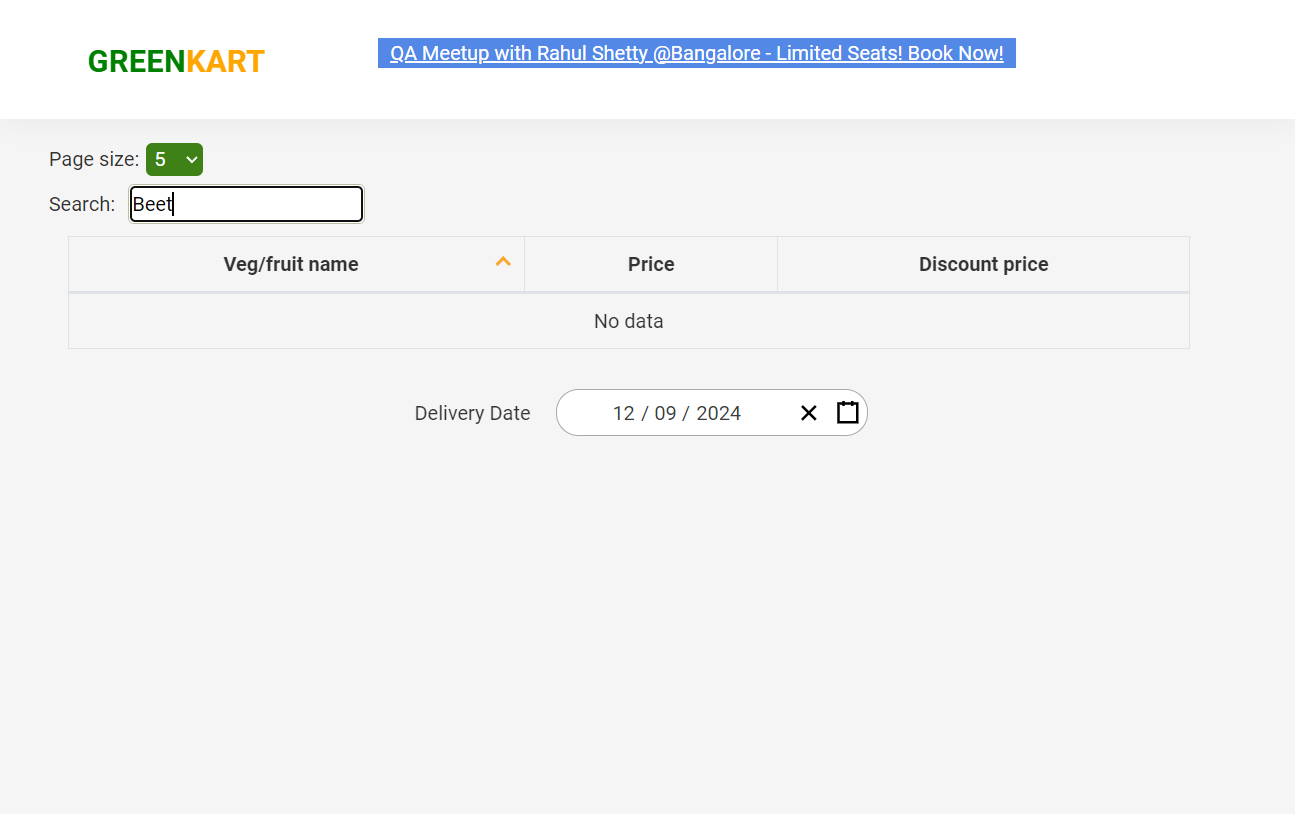 GREENKART
QA Meetup with Rahul Shetty @Bangalore - Limited Seats! Book Now!
Page size: 5
Search: Beet
Veg/fruit name Price Discount price
No data
Delivery Date 12 / 09 / 2024